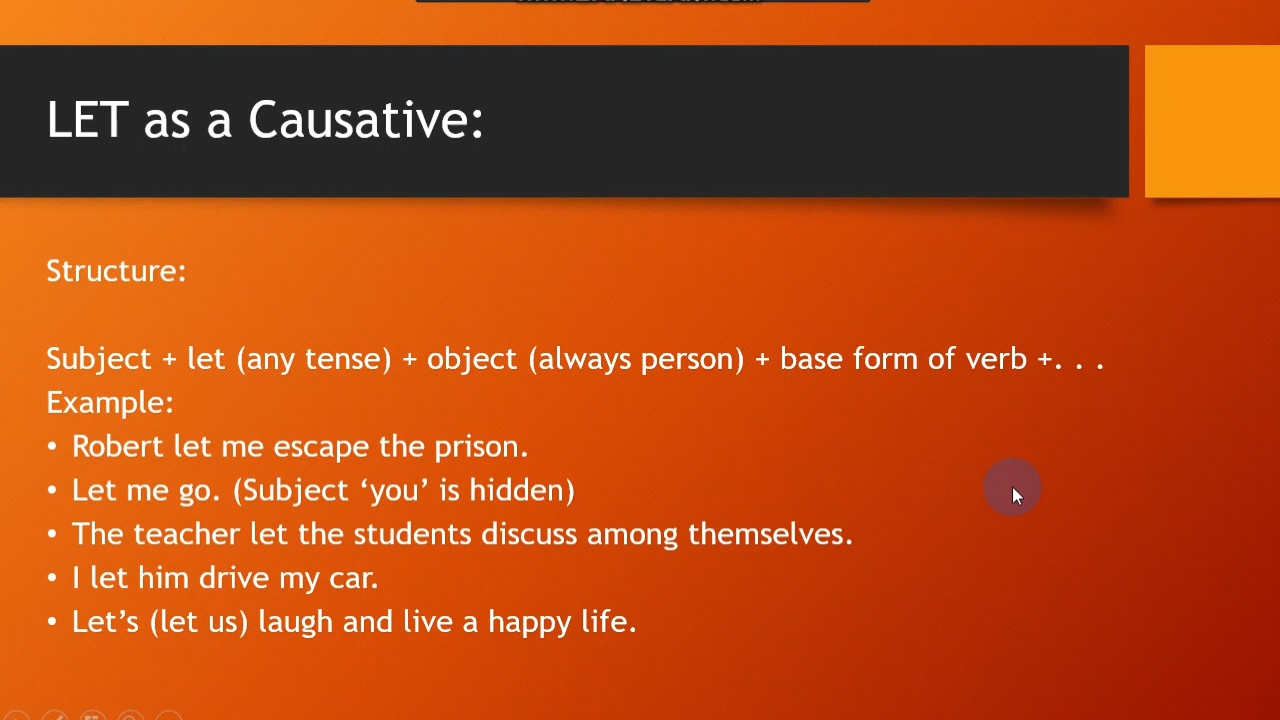 LET as a Causative:
Structure:
Subject + let (any tense) + object (always person) + base form of verb +. . .
Example:
• Robert let me escape the prison.
• Let me go. (Subject ‘you’ is hidden)
• The teacher let the students discuss among themselves.
• I let him drive my car.
• Let’s (let us) laugh and live a happy life.